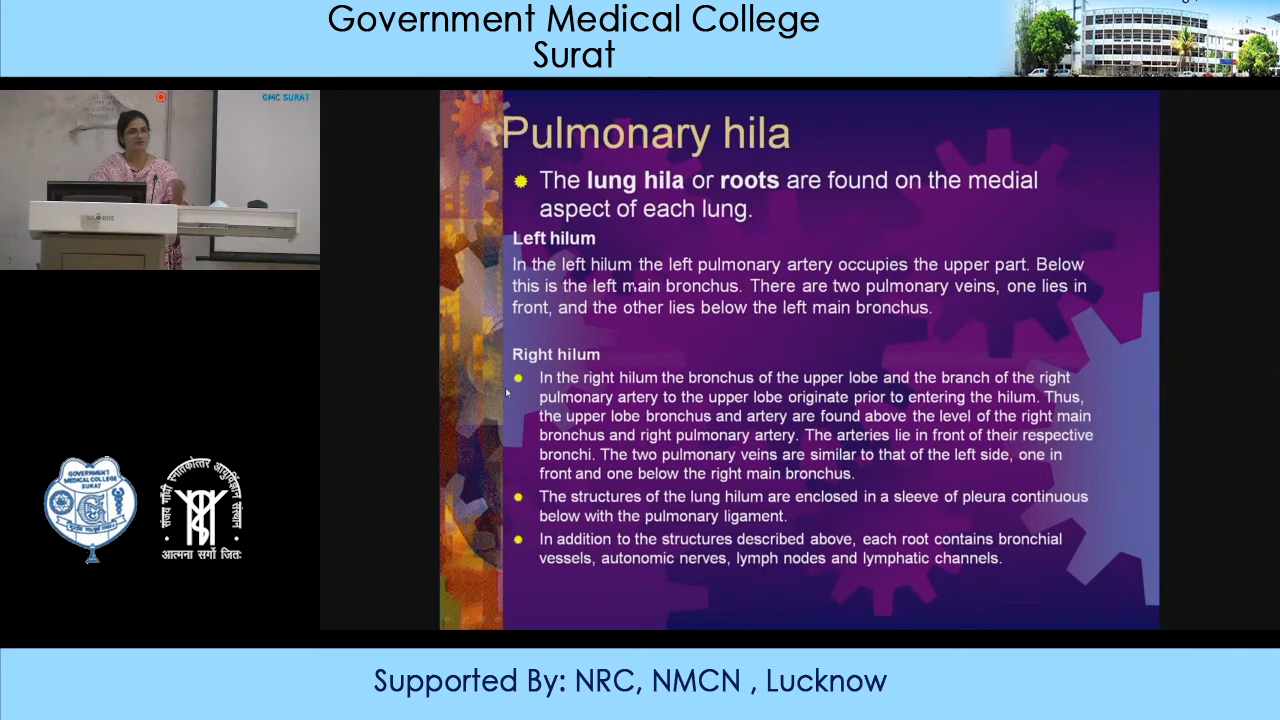 Government Medical College
Surat
GMC SURAT
Pulmonary hila
The lung hila or roots are found on the medial
aspect of each lung.
Left hilum
In the left hilum the left pulmonary artery occupies the upper part. Below
this is the left main bronchus. There are two pulmonary veins, one lies in
front, and the other lies below the left main bronchus.
Right hilum
In the right hilum the bronchus of the upper lobe and the branch of the right
pulmonary artery to the upper lobe originate prior to entering the hilum. Thus,
the upper lobe bronchus and artery are found above the level of the right main
bronchus and right pulmonary artery. The arteries lie in front of their respective
bronchi. The two pulmonary veins are similar to that of the left side, one in
front and one below the right main bronchus.
The structures of the lung hilum are enclosed in a sleeve of pleura continuous
below with the pulmonary ligament.
In addition to the structures described above, each root contains bronchial
vessels, autonomic nerves, lymph nodes and lymphatic channels.
GOVERNMENT
MEDICAL COLLEGE
SURAT
संजय गाँधी स्नातकोत्तर आयुर्विज्ञान संस्थान
आत्मना सर्गो जितः
Supported By: NRC, NMCN , Lucknow